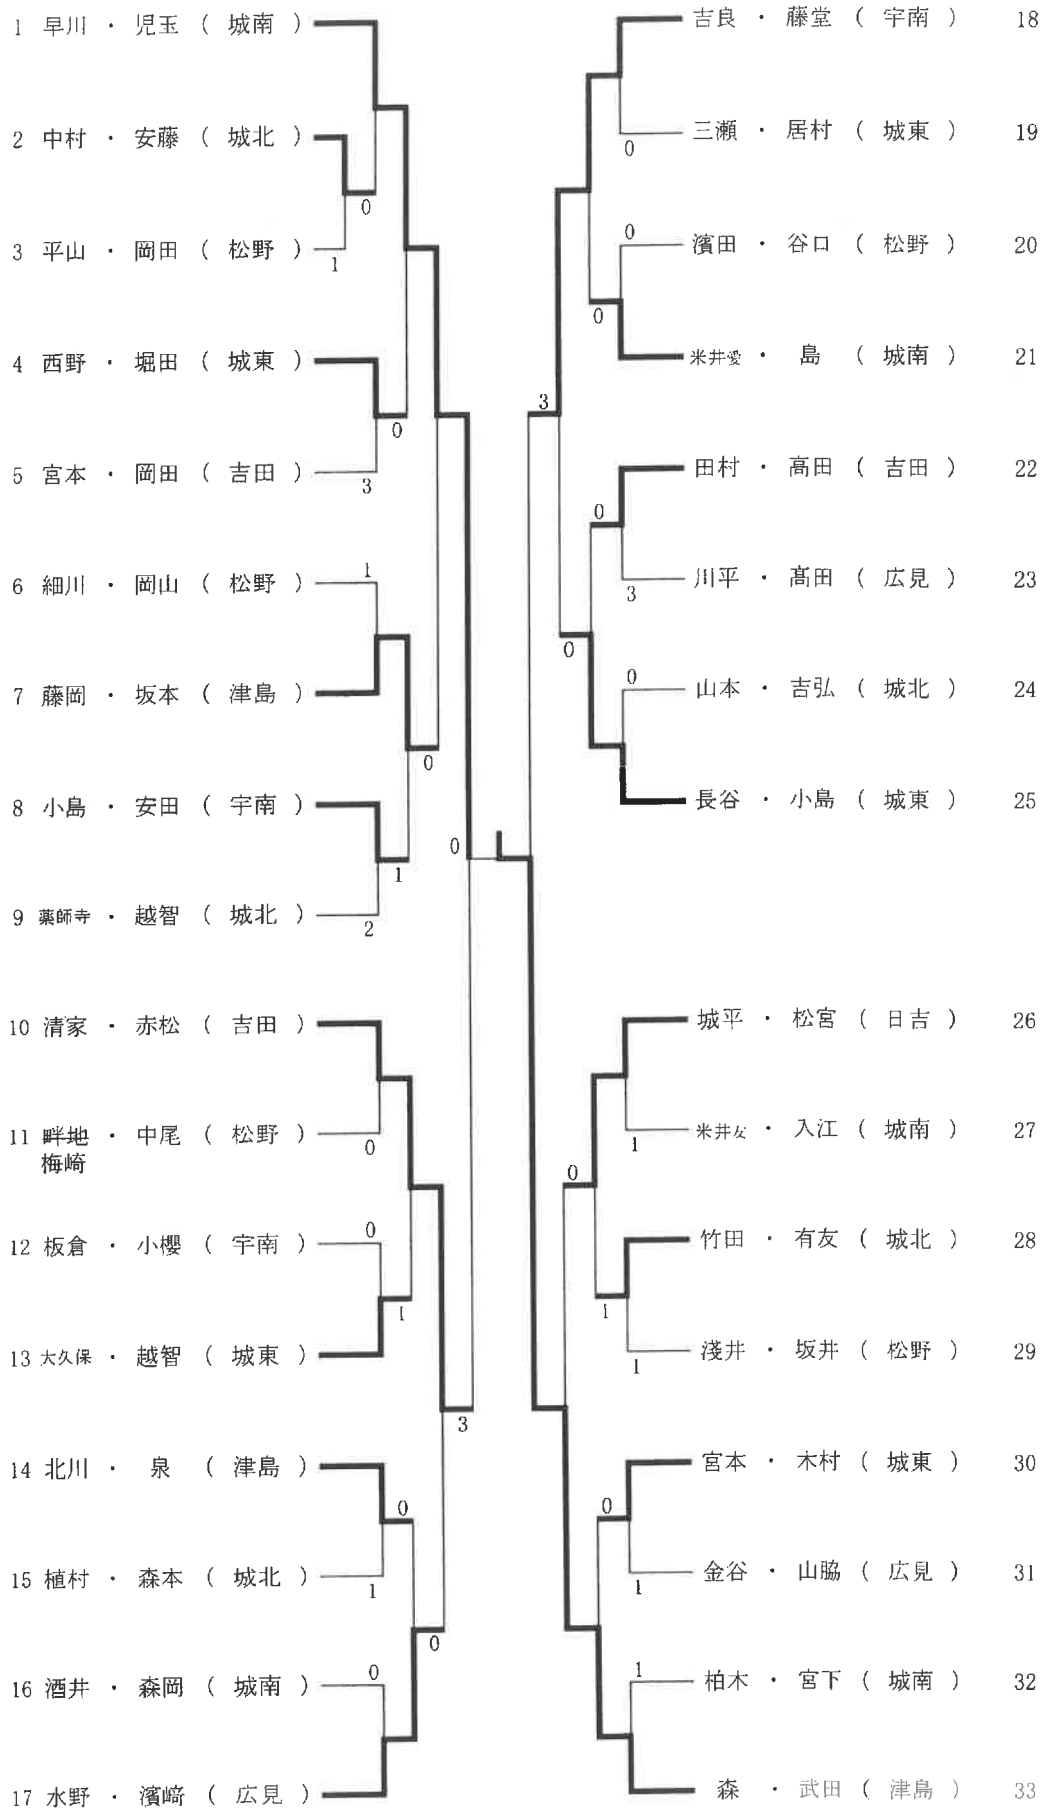 1 早川 ・ 児玉 ( 城南 )
2 中村 ・ 安藤 ( 城北 )
0
3 平山 ・ 岡田 ( 松野 )
1
4 西野 ・ 堀田 ( 城東 )
0
5 宮本 ・ 岡田 ( 吉田 )
3
6 細川 ・ 岡山 ( 松野 )
1
7 藤岡 ・ 坂本 ( 津島 )
0
8 小島 ・ 安田 ( 宇南 )
0
1
9 薬師寺 ・ 越智 ( 城北 )
2
10 清家 ・ 赤松 ( 吉田 )
11 畔地 ・ 中尾 ( 松野 )
梅崎
0
12 板倉 ・ 小櫻 ( 宇南 )
0
1
13 大久保 ・ 越智 ( 城東 )
3
14 北川 ・ 泉 ( 津島 )
0
15 植村 ・ 森本 ( 城北 )
1
0
16 酒井 ・ 森岡 ( 城南 )
0
17 水野 ・ 濱﨑 ( 広見 )
吉良 ・ 藤堂 ( 宇南 ) 18
三瀬 ・ 居村 ( 城東 ) 19
0
0
濱田 ・ 谷口 ( 松野 ) 20
0
米井愛 ・ 島 ( 城南 ) 21
3
田村 ・ 高田 ( 吉田 ) 22
0
川平 ・ 髙田 ( 広見 ) 23
3
0
山本 ・ 吉弘 ( 城北 ) 24
0
長谷 ・ 小島 ( 城東 ) 25
城平 ・ 松宮 ( 日吉 ) 26
米井友 ・ 入江 ( 城南 ) 27
1
0
竹田 ・ 有友 ( 城北 ) 28
1
淺井 ・ 坂井 ( 松野 ) 29
1
宮本 ・ 木村 ( 城東 ) 30
0
金谷 ・ 山脇 ( 広見 ) 31
1
柏木 ・ 宮下 ( 城南 ) 32
1
森 ・ 武田 ( 津島 ) 33